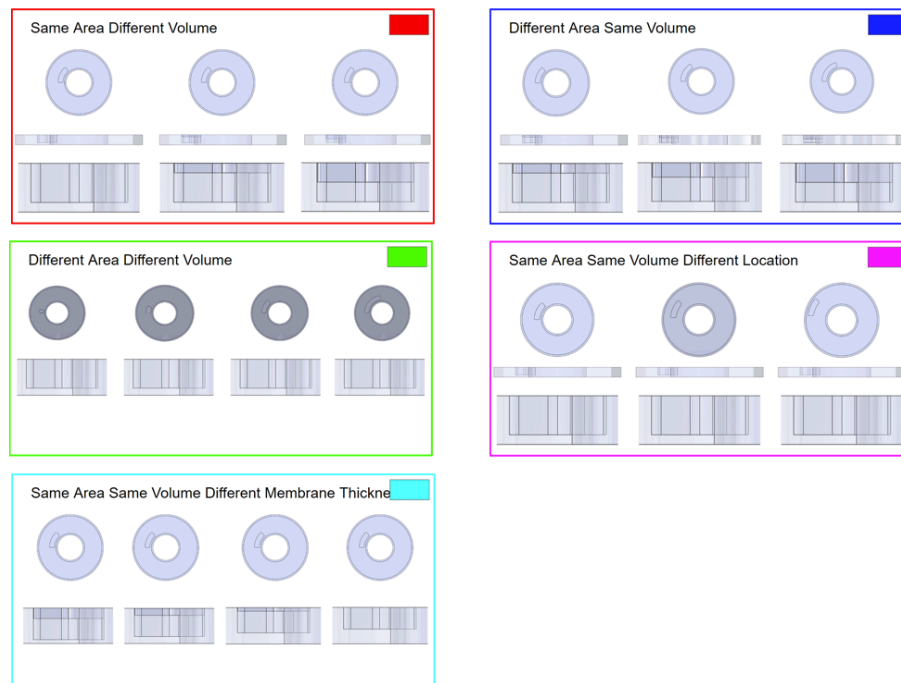 Same Area Different Volume
Different Area Same Volume
Different Area Different Volume
Same Area Same Volume Different Location
Same Area Same Volume Different Membrane Thickne